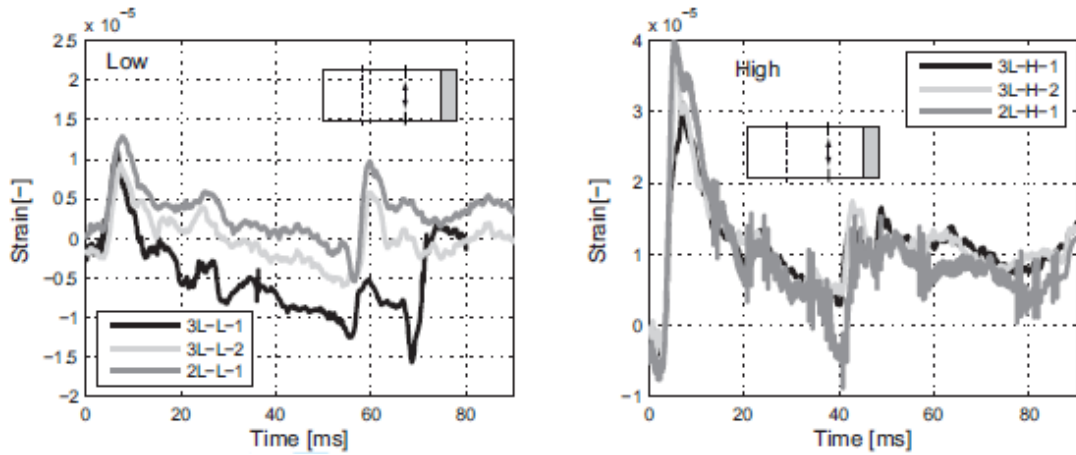 x 10⁻⁵
2.5
2
1.5
1
0.5
0
−0.5
−1
−1.5
−2
Strain[−]
Low
3L−L−1
3L−L−2
2L−L−1
0 20 40 60 80
Time [ms]
x 10⁻⁵
4
3
2
1
0
−1
Strain[−]
High
3L−H−1
3L−H−2
2L−H−1
0 20 40 60 80
Time [ms]